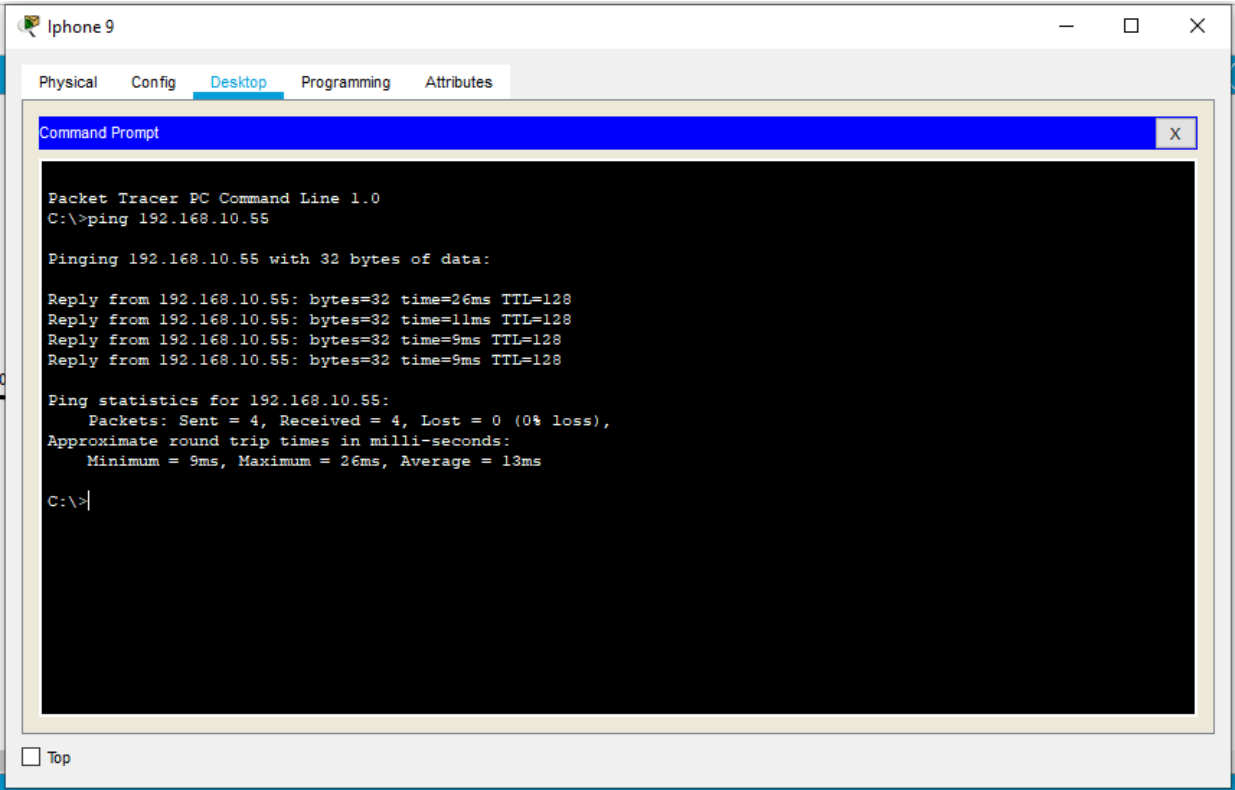 Iphone 9
Physical Config Desktop Programming Attributes
Command Prompt
X
Packet Tracer PC Command Line 1.0
C:\>ping 192.168.10.55
Pinging 192.168.10.55 with 32 bytes of data:
Reply from 192.168.10.55: bytes=32 time=26ms TTL=128
Reply from 192.168.10.55: bytes=32 time=11ms TTL=128
Reply from 192.168.10.55: bytes=32 time=9ms TTL=128
Reply from 192.168.10.55: bytes=32 time=9ms TTL=128
Ping statistics for 192.168.10.55:
Packets: Sent = 4, Received = 4, Lost = 0 (0% loss),
Approximate round trip times in milli-seconds:
Minimum = 9ms, Maximum = 26ms, Average = 13ms
C:\>
Top